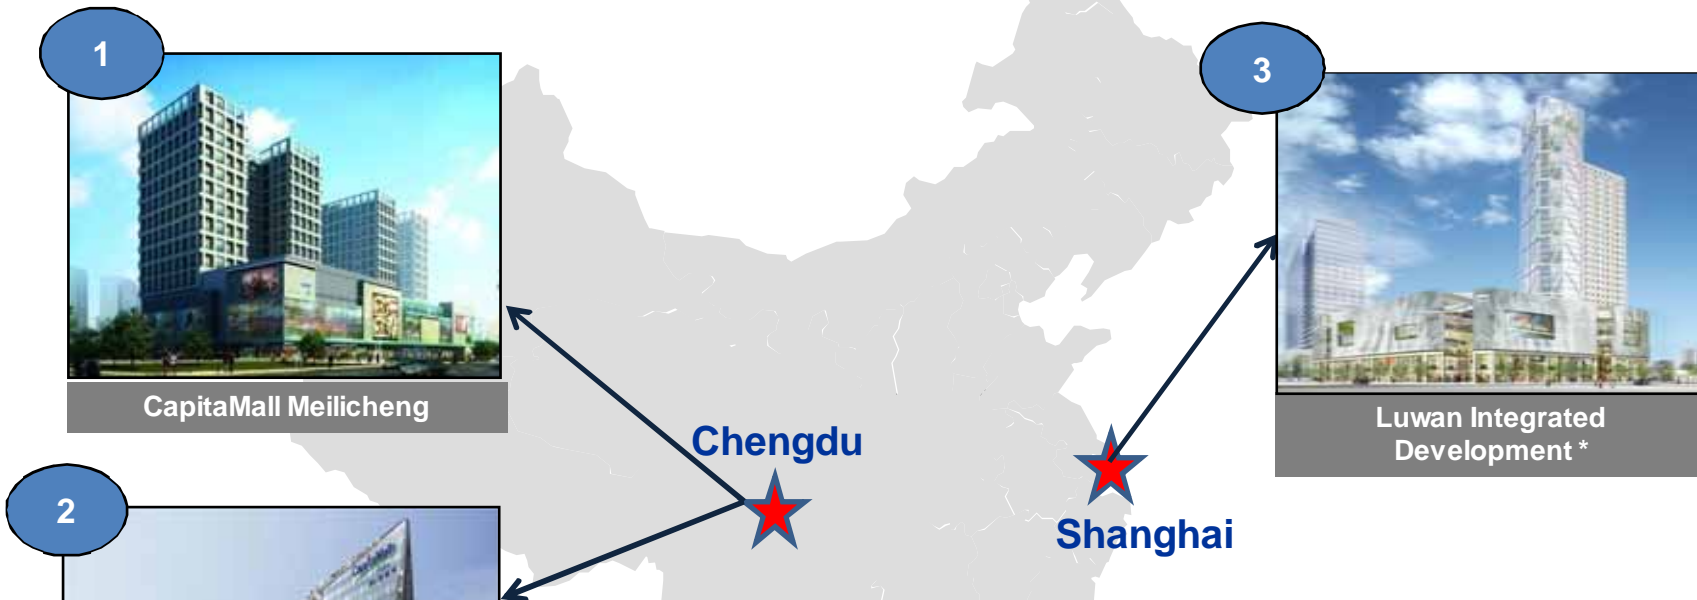 1
3
CapitaMall Meilicheng
Luwan Integrated
Development *
Chengdu
2
Shanghai